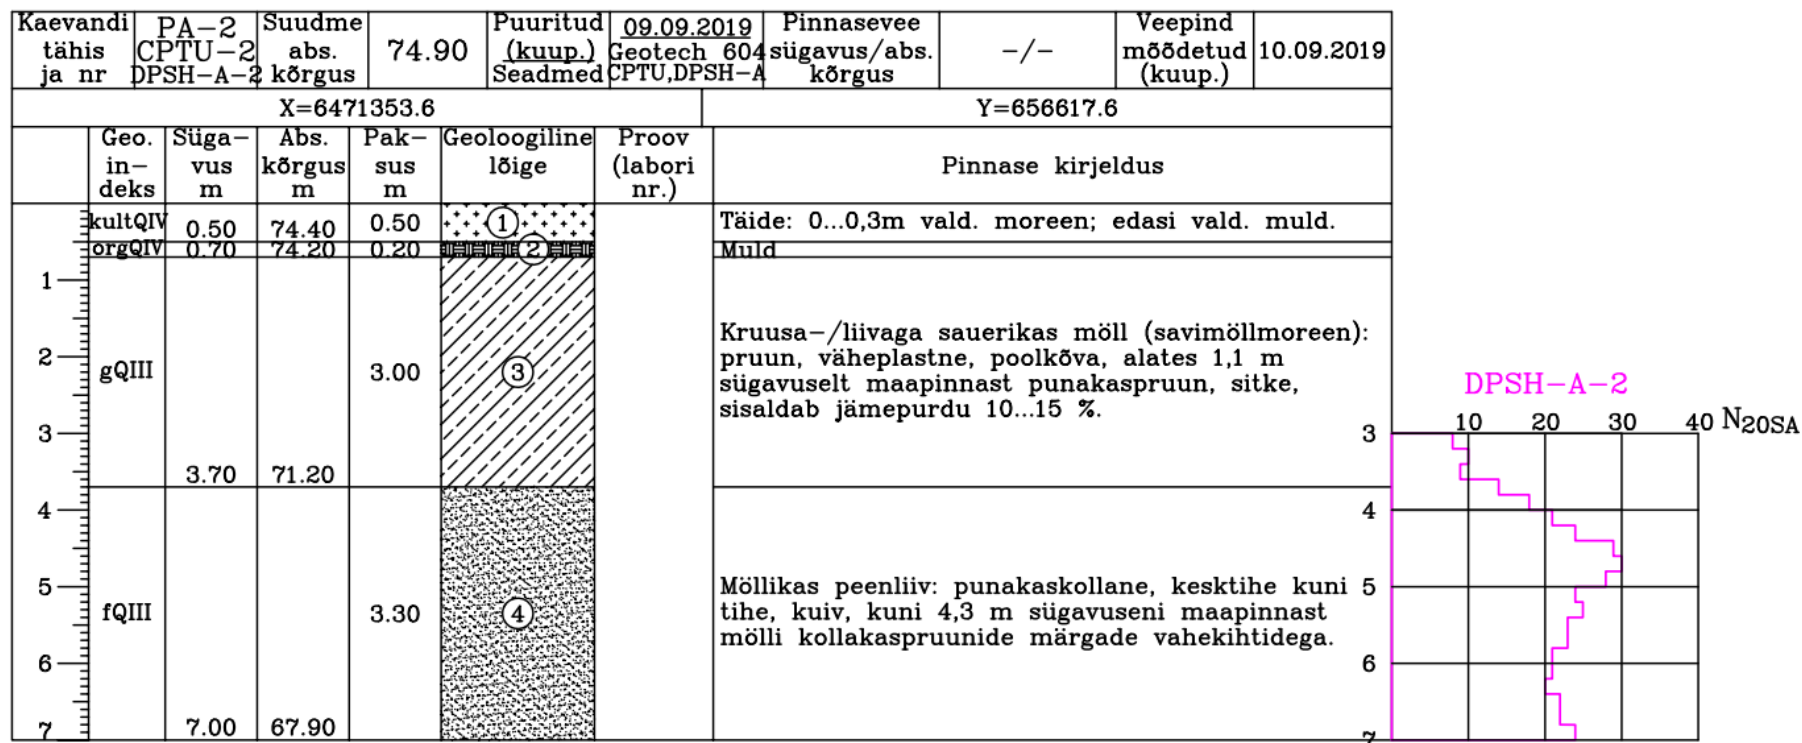 Kaevandi tähis ja nr
PA-2 CPTU-2 DPSH-A-2
Suudme abs. kõrgus
74.90
Puuritud (kuup.) Seadmed
09.09.2019 Geotech 604 CPTU,DPSH-A
Pinnasevee sügavus/abs. kõrgus
-/-
Veepind mõõdetud (kuup.)
10.09.2019
X=6471353.6
Y=656617.6
Geo. in- deks
Süga- vus m
Abs. kõrgus m
Pak- sus m
Geoloogiline lõige
Proov (labori nr.)
Pinnase kirjeldus
kultQIV 0.50 74.40 0.50 1 Täide: 0...0,3m vald. moreen; edasi vald. muld.
orgQIV 0.70 74.20 0.20 2 Muld
1
2
3
gQIII 3.70 71.20 3.00 3
Kruusa-/liivaga sauerikas möll (savimöllmoreen):
pruun, väheplastne, poolkõva, alates 1,1 m
sügavuselt maapinnast punakaspruun, sitke,
sisaldab jämepurdu 10...15 %.
4
5
6
7
fQIII 7.00 67.90 3.30 4
Möllikas peenliiv: punakaskollane, kesktihe kuni
tihe, kuiv, kuni 4,3 m sügavuseni maapinnast
mölli kollakaspruunide märgade vahekihtidega.
DPSH-A-2
10 20 30 40 N20SA
3
4
5
6
7